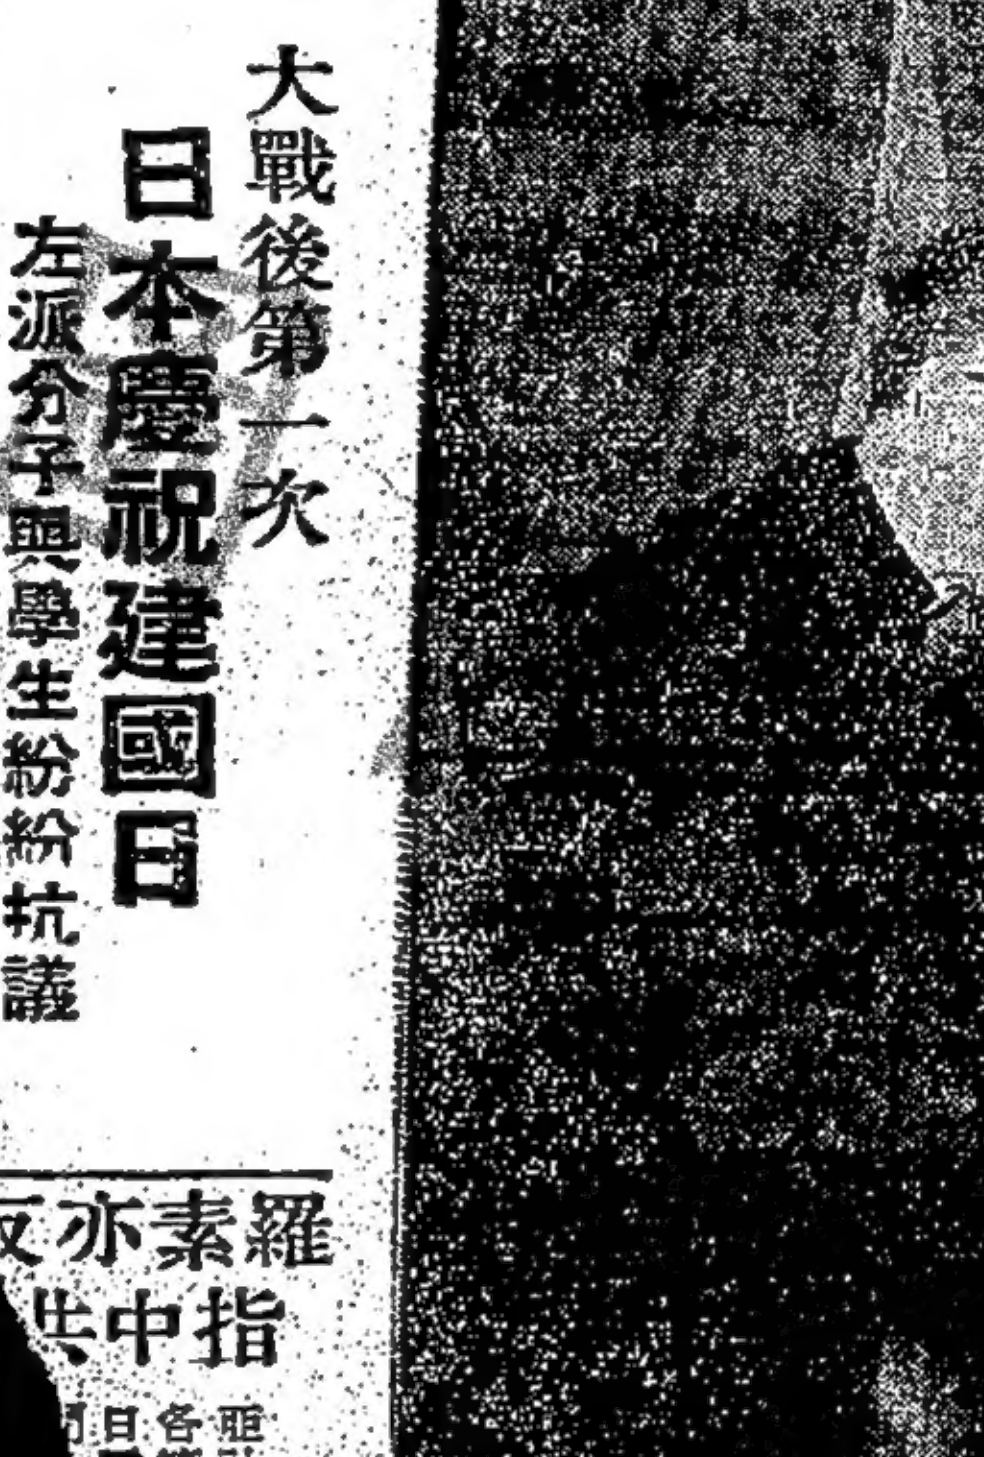 大戰後第一次
日本慶祝建國日
左派分子與學生紛紛抗議
羅素亦反
指中共